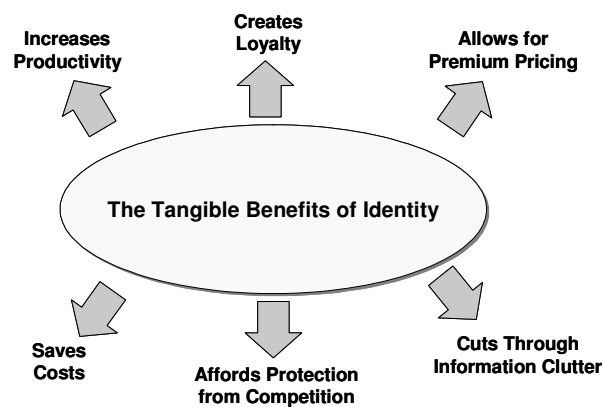 Increases
Productivity
Creates
Loyalty
Allows for
Premium Pricing
The Tangible Benefits of Identity
Saves
Costs
Affords Protection
from Competition
Cuts Through
Information Clutter